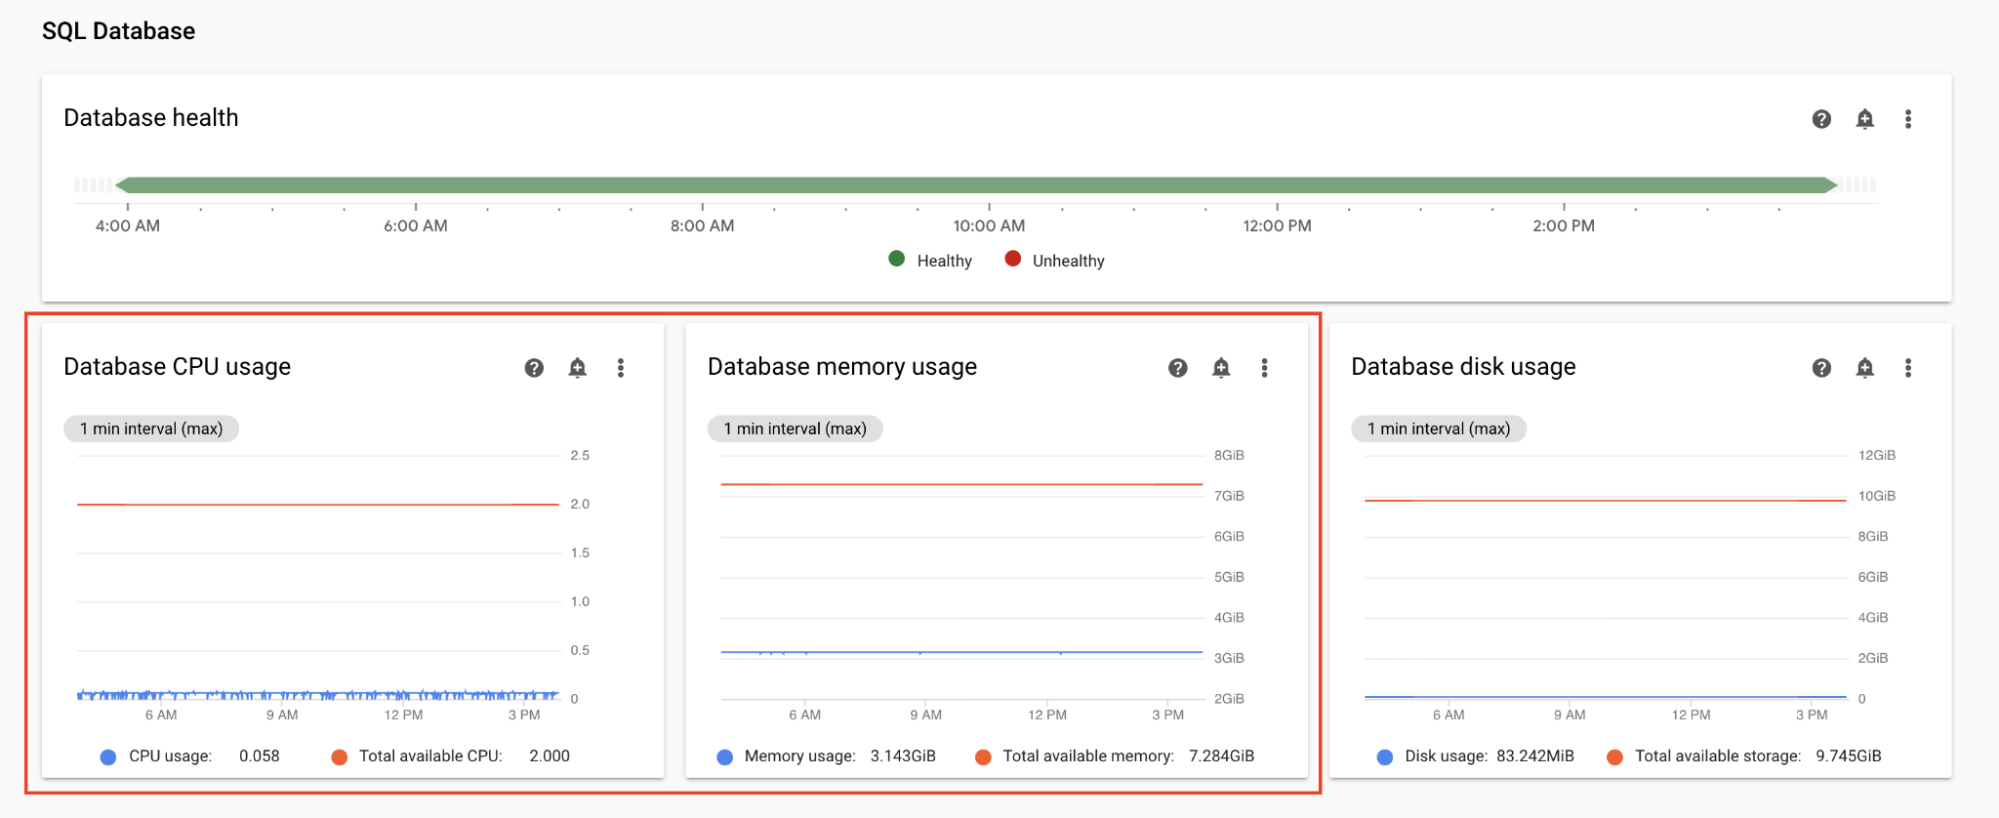 SQL Database
Database health
4:00 AM 6:00 AM 8:00 AM 10:00 AM 12:00 PM 2:00 PM
Healthy Unhealthy
Database CPU usage
1 min interval (max)
2.5
2.0
1.5
1.0
0.5
0
6 AM 9 AM 12 PM 3 PM
CPU usage: 0.058 Total available CPU: 2.000
Database memory usage
1 min interval (max)
8GiB
7GiB
6GiB
5GiB
4GiB
3GiB
2GiB
6 AM 9 AM 12 PM 3 PM
Memory usage: 3.143GiB Total available memory: 7.284GiB
Database disk usage
1 min interval (max)
12GiB
10GiB
8GiB
6GiB
4GiB
2GiB
0
6 AM 9 AM 12 PM 3 PM
Disk usage: 83.242MiB Total available storage: 9.745GiB